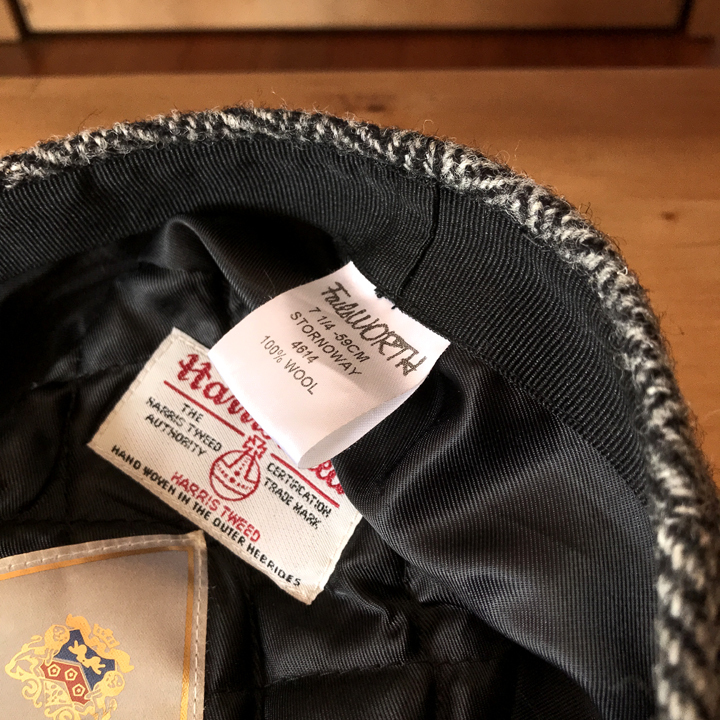 FailsWORTH
7 1/4 -59CM
STORNOWAY
4614
100% WOOL
Harris
THE
HARRIS TWEED
AUTHORITY
CERTIFICATION
TRADE MARK
HARRIS TWEED
HAND WOVEN IN THE OUTER HEBRIDES